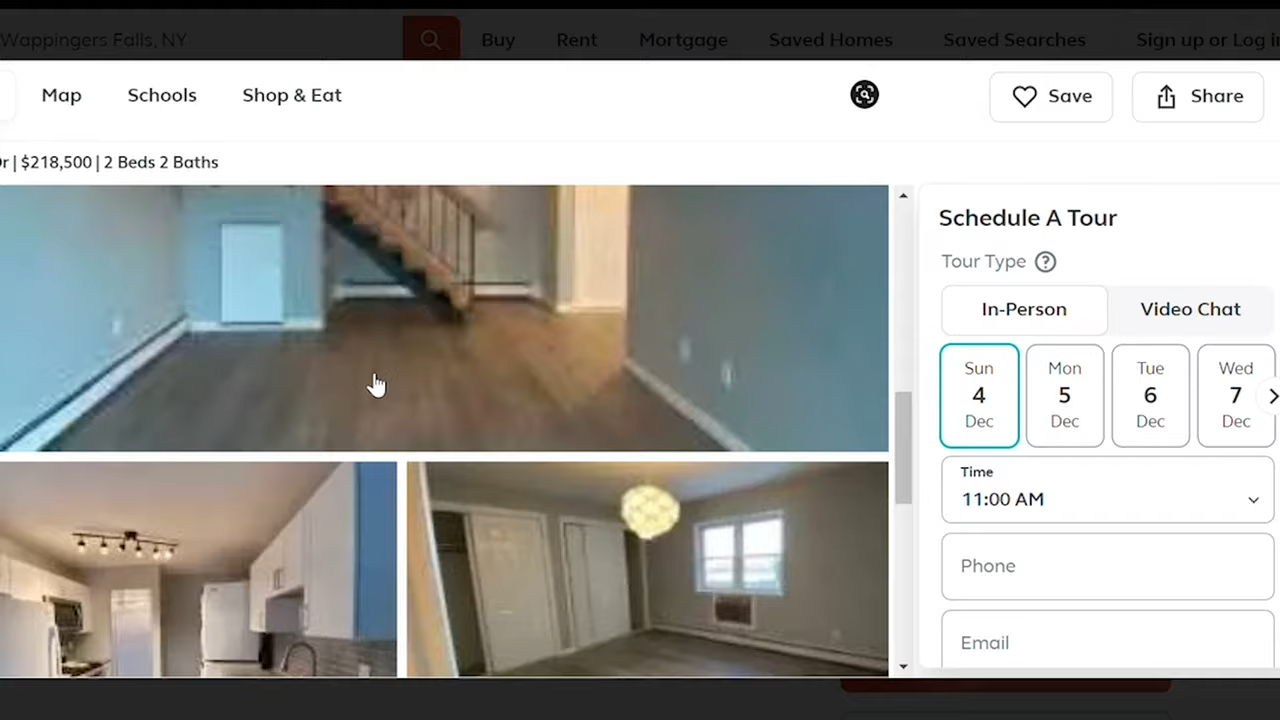 Wappingers Falls, NY
Buy
Rent
Mortgage
Saved Homes
Saved Searches
Sign up or Log i
Map
Schools
Shop & Eat
Save
Share
r | $218,500 | 2 Beds 2 Baths
Schedule A Tour
Tour Type ?
In-Person
Video Chat
Sun
4
Dec
Mon
5
Dec
Tue
6
Dec
Wed
7
Dec
Time
11:00 AM
Phone
Email